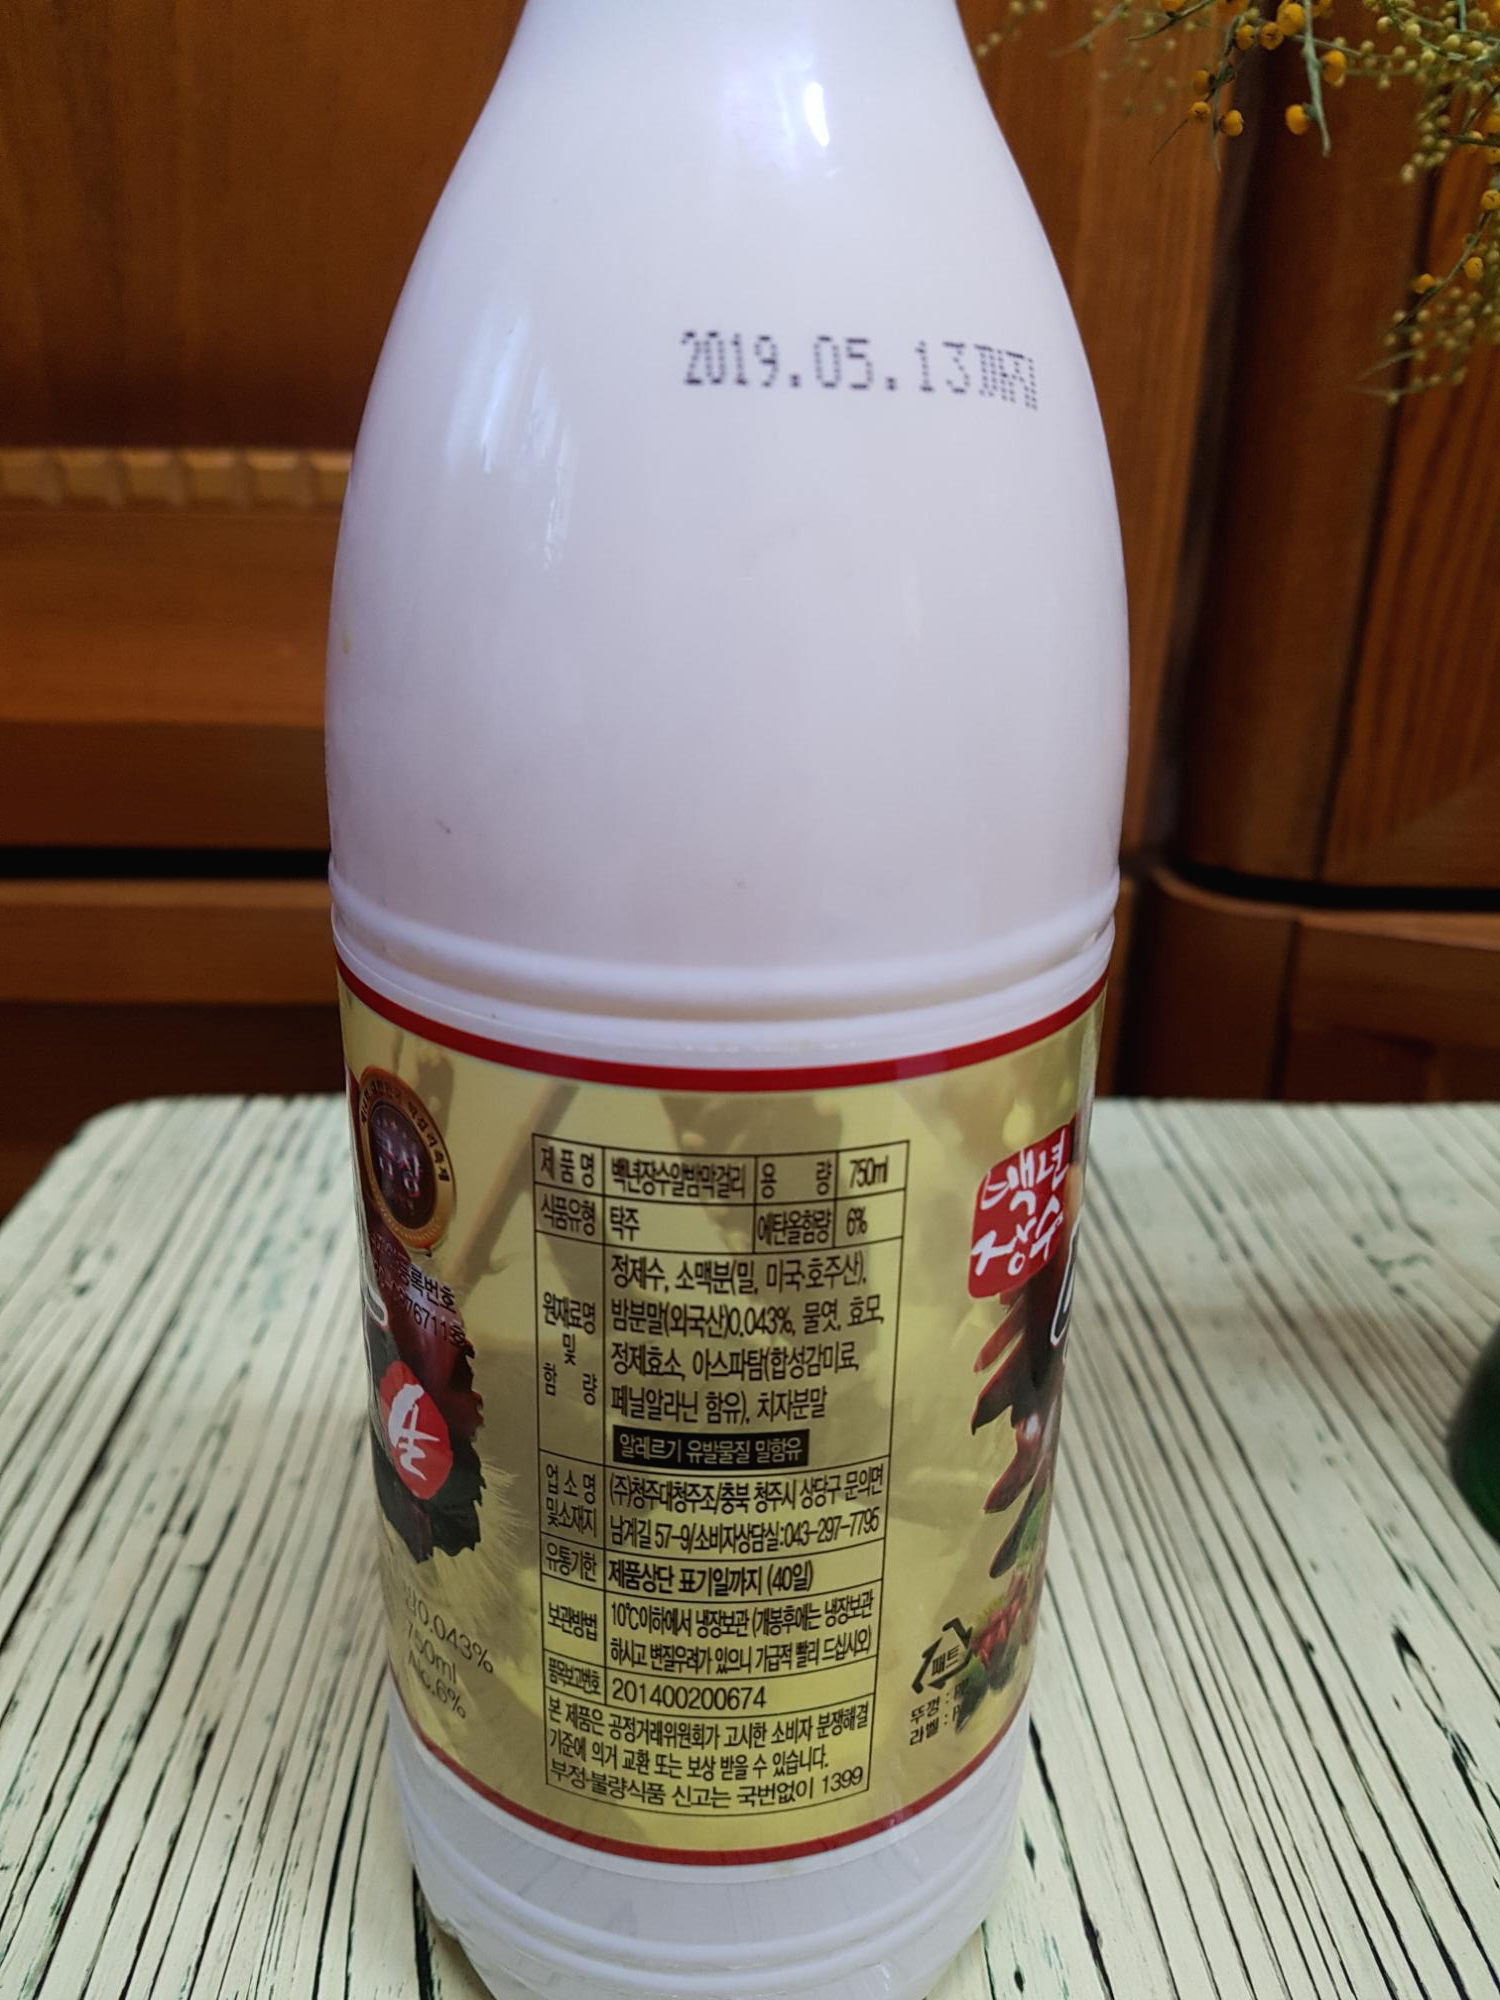 2019.05.13까지
제품명 백년장수알밤막걸리 용량 750ml
식품유형 탁주 에탄올함량 6%
원재료명 및 함량
정제수, 소맥분(밀, 미국·호주산),
밤분말(외국산)0.043%, 물엿, 효모,
정제효소, 아스파탐(합성감미료,
페닐알라닌 함유), 치자분말
알레르기 유발물질 밀함유
업소명 및소재지
(주)청주대청주조/충북 청주시 상당구 문의면
남계길 57-9/소비자상담실:043-297-7795
유통기한 제품상단 표기일까지 (40일)
보관방법
10℃이하에서 냉장보관 (개봉후에는 냉장보관
하시고 변질우려가 있으니 가급적 빨리 드십시오)
품목보고번호 201400200674
본 제품은 공정거래위원회가 고시한 소비자 분쟁해결
기준에 의거 교환 또는 보상 받을 수 있습니다.
부정·불량식품 신고는 국번없이 1399
금상
록번호
76711호
술
0.043%
750ml
Alc.6%
백년
장수
페트
뚜껑 :
라벨 :